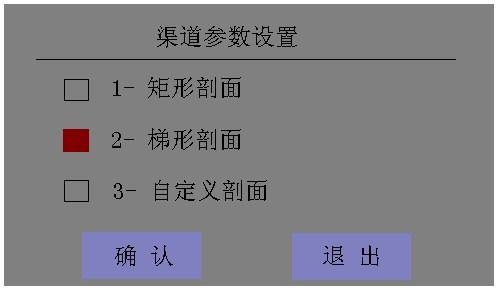 渠道参数设置
1- 矩形剖面
2- 梯形剖面
3- 自定义剖面
确 认 退 出